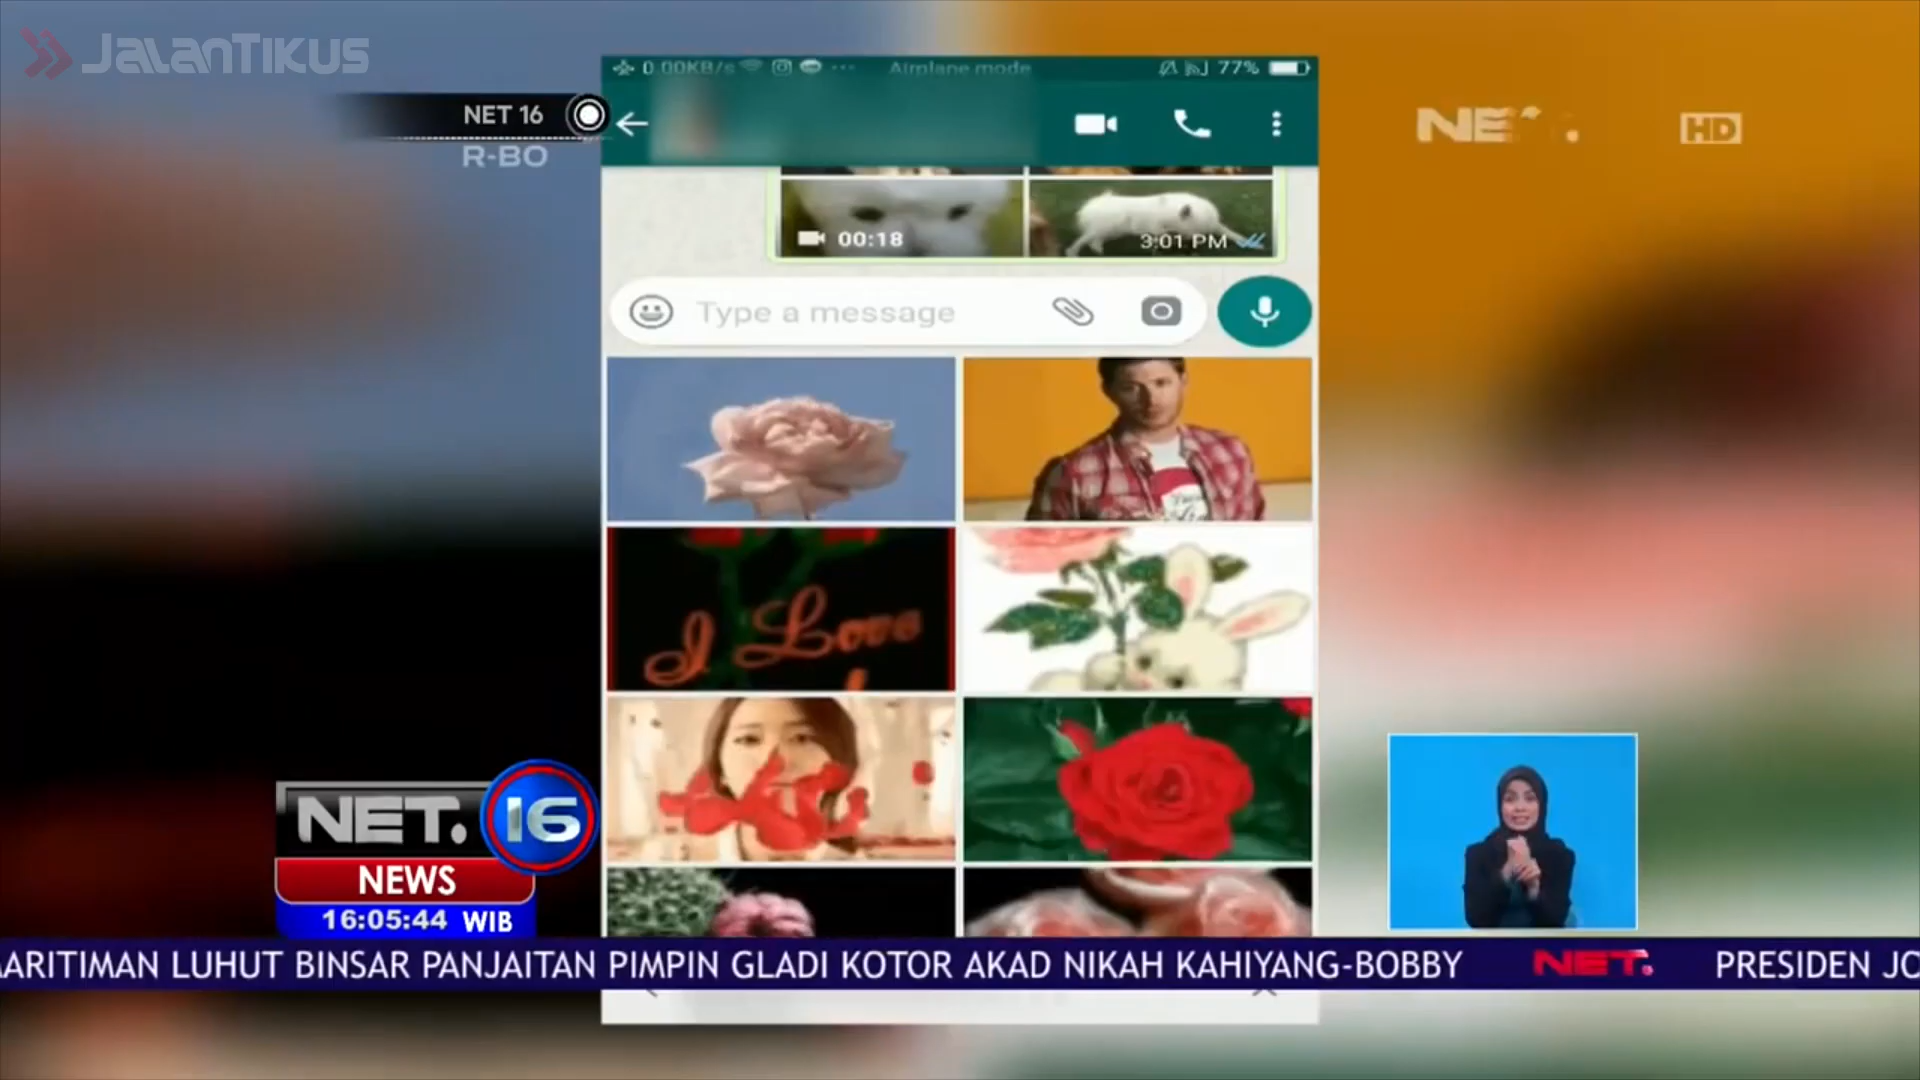 JALANTIKUS
NET 16
R-BO
0.00KB/s
Airplane mode
77%
HD
00:18
3:01 PM
Type a message
I Love
NET. 16
NEWS
16:05:44 WIB
MARITIMAN LUHUT BINSAR PANJAITAN PIMPIN GLADI KOTOR AKAD NIKAH KAHIYANG-BOBBY NET. PRESIDEN JO